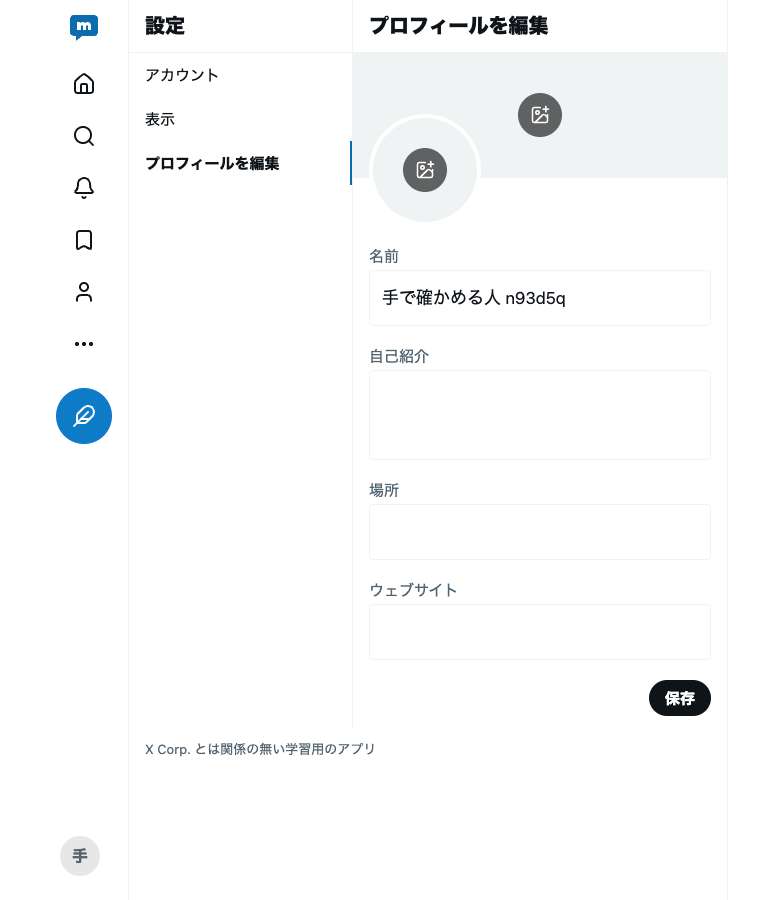 m
設定
アカウント
表示
プロフィールを編集
プロフィールを編集
名前
手で確かめる人 n93d5q
自己紹介
場所
ウェブサイト
保存
X Corp. とは関係の無い学習用のアプリ
手